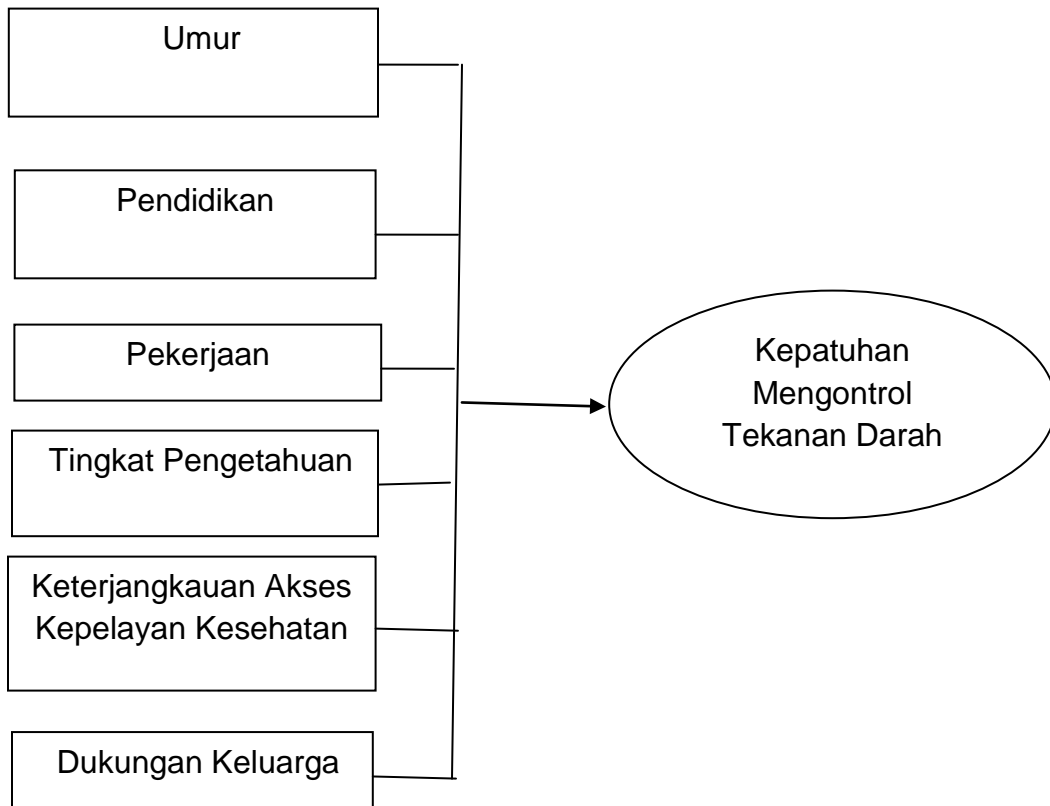 Umur
Pendidikan
Pekerjaan
Tingkat Pengetahuan
Keterjangkauan Akses
Kepelayan Kesehatan
Dukungan Keluarga
Kepatuhan
Mengontrol
Tekanan Darah